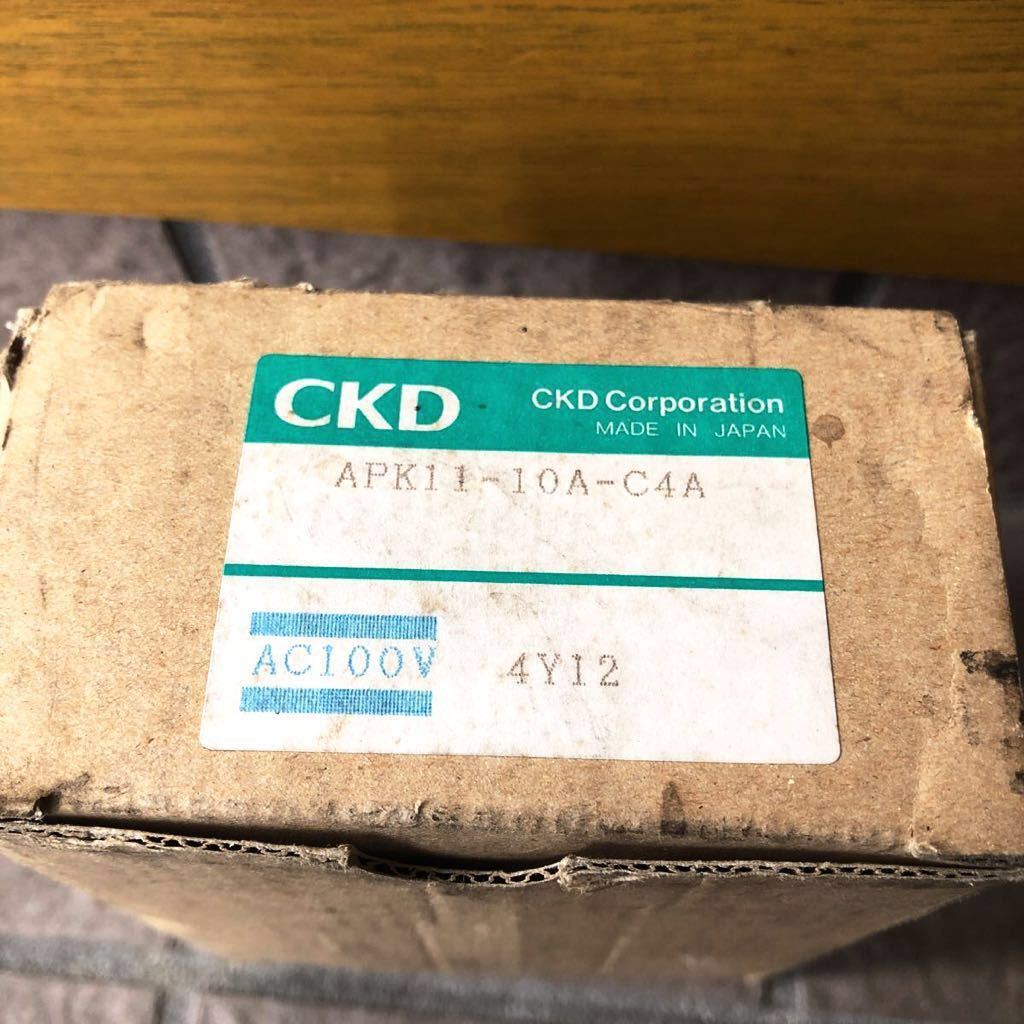 CKD
CKD Corporation
MADE IN JAPAN
APK11-10A-C4A
AC100V
4Y12